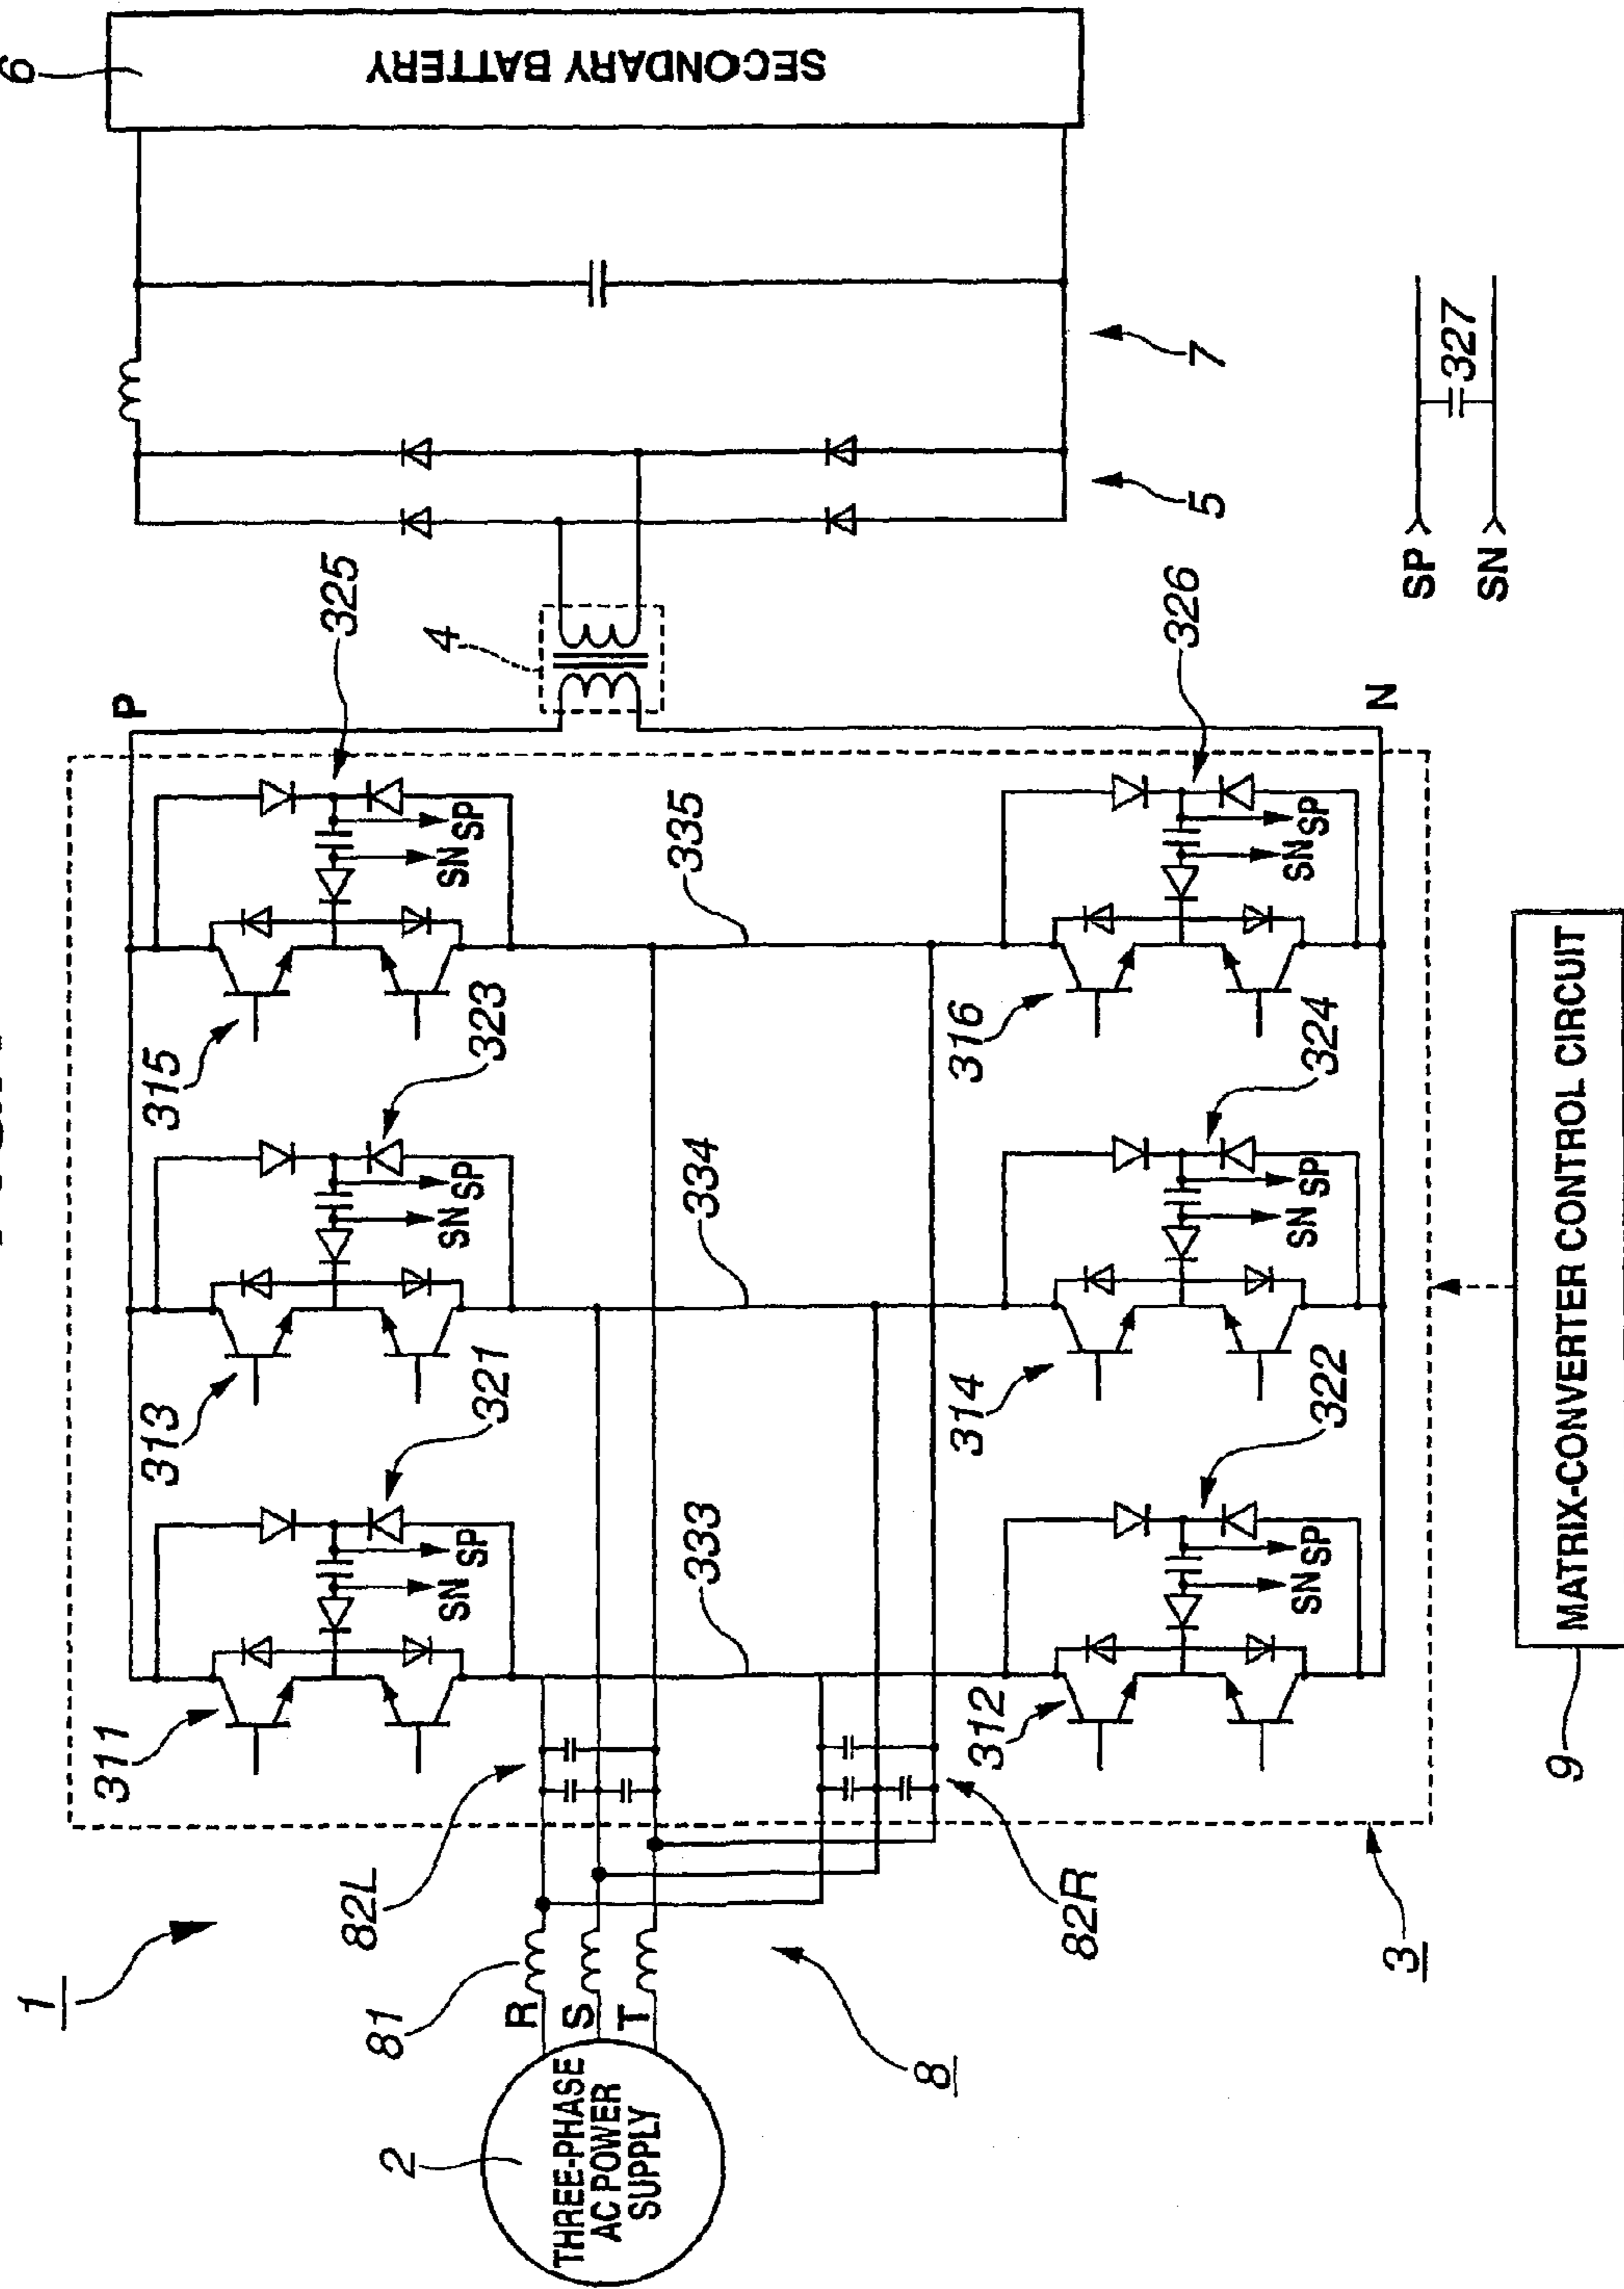 6
SECONDARY BATTERY
7
327
5
SP
SN
325
4
326
P
N
SP
SN
SP
SN
335
315
323
316
324
SP
SN
SP
SN
334
313
321
314
322
SP
SN
SP
SN
333
311
312
MATRIX-CONVERTER CONTROL CIRCUIT
9
82L
82R
3
1
81
R
S
T
8
2
THREE-PHASE
AC POWER
SUPPLY